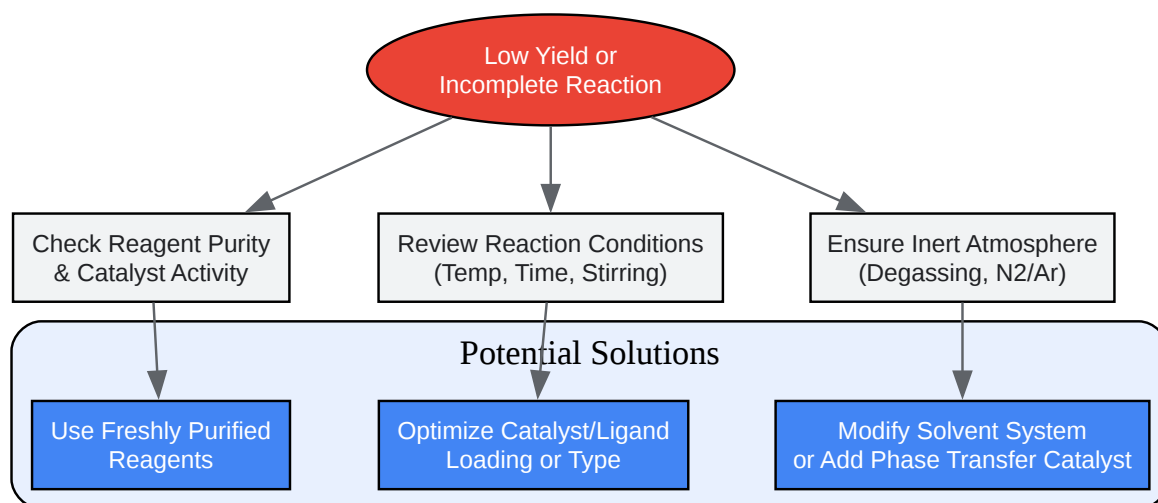 Low Yield or
Incomplete Reaction
Check Reagent Purity
& Catalyst Activity
Review Reaction Conditions
(Temp, Time, Stirring)
Ensure Inert Atmosphere
(Degassing, N2/Ar)
Potential Solutions
Use Freshly Purified
Reagents
Optimize Catalyst/Ligand
Loading or Type
Modify Solvent System
or Add Phase Transfer Catalyst